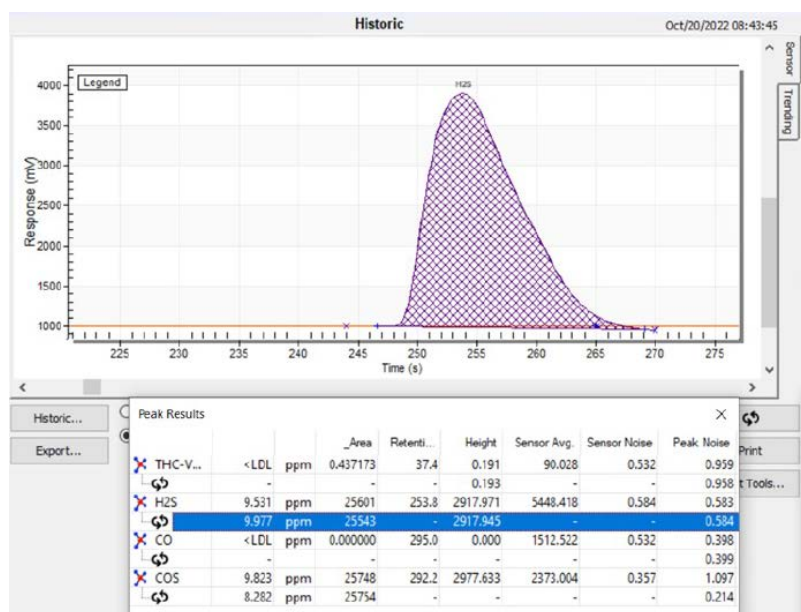 Historic
Oct/20/2022 08:43:45
Sensor
Trending
Legend
H2S
4000
3500
3000
2500
2000
1500
1000
Response (mV)
225 230 235 240 245 250 255 260 265 270 275
Time (s)
Historic...
Export...
Print
t Tools...
Peak Results
_Area Retenti... Height Sensor Avg. Sensor Noise Peak Noise
THC-V... <LDL ppm 0.437173 37.4 0.191 90.028 0.532 0.959
- - - 0.193 - - 0.958
H2S 9.531 ppm 25601 253.8 2917.971 5448.418 0.584 0.583
9.977 ppm 25543 - 2917.945 - - 0.584
CO <LDL ppm 0.000000 295.0 0.000 1512.522 0.532 0.398
- - - - - - 0.399
COS 9.823 ppm 25748 292.2 2977.633 2373.004 0.357 1.097
8.282 ppm 25754 - - - - 0.214